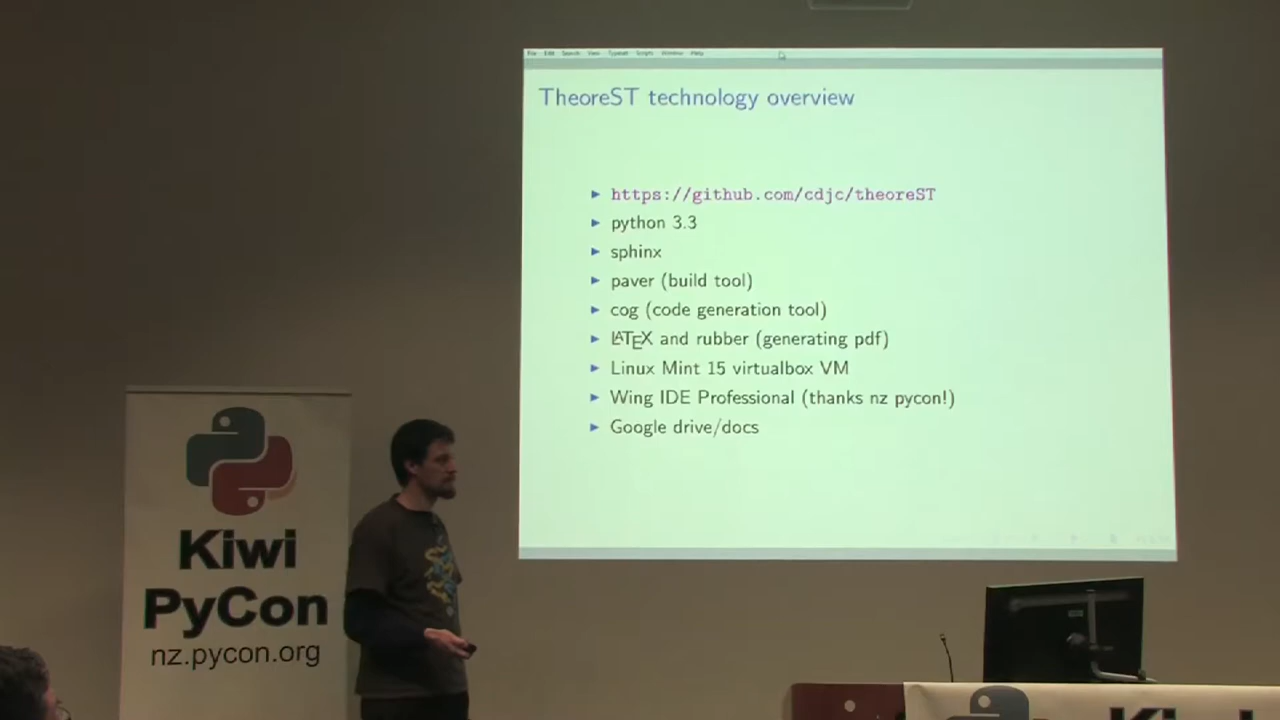 File Edit Search View Typeset Scripts Window Help
TheoreST technology overview
https://github.com/cdjc/theoreST
python 3.3
sphinx
paver (build tool)
cog (code generation tool)
LATEX and rubber (generating pdf)
Linux Mint 15 virtualbox VM
Wing IDE Professional (thanks nz pycon!)
Google drive/docs
Kiwi
PyCon
nz.pycon.org